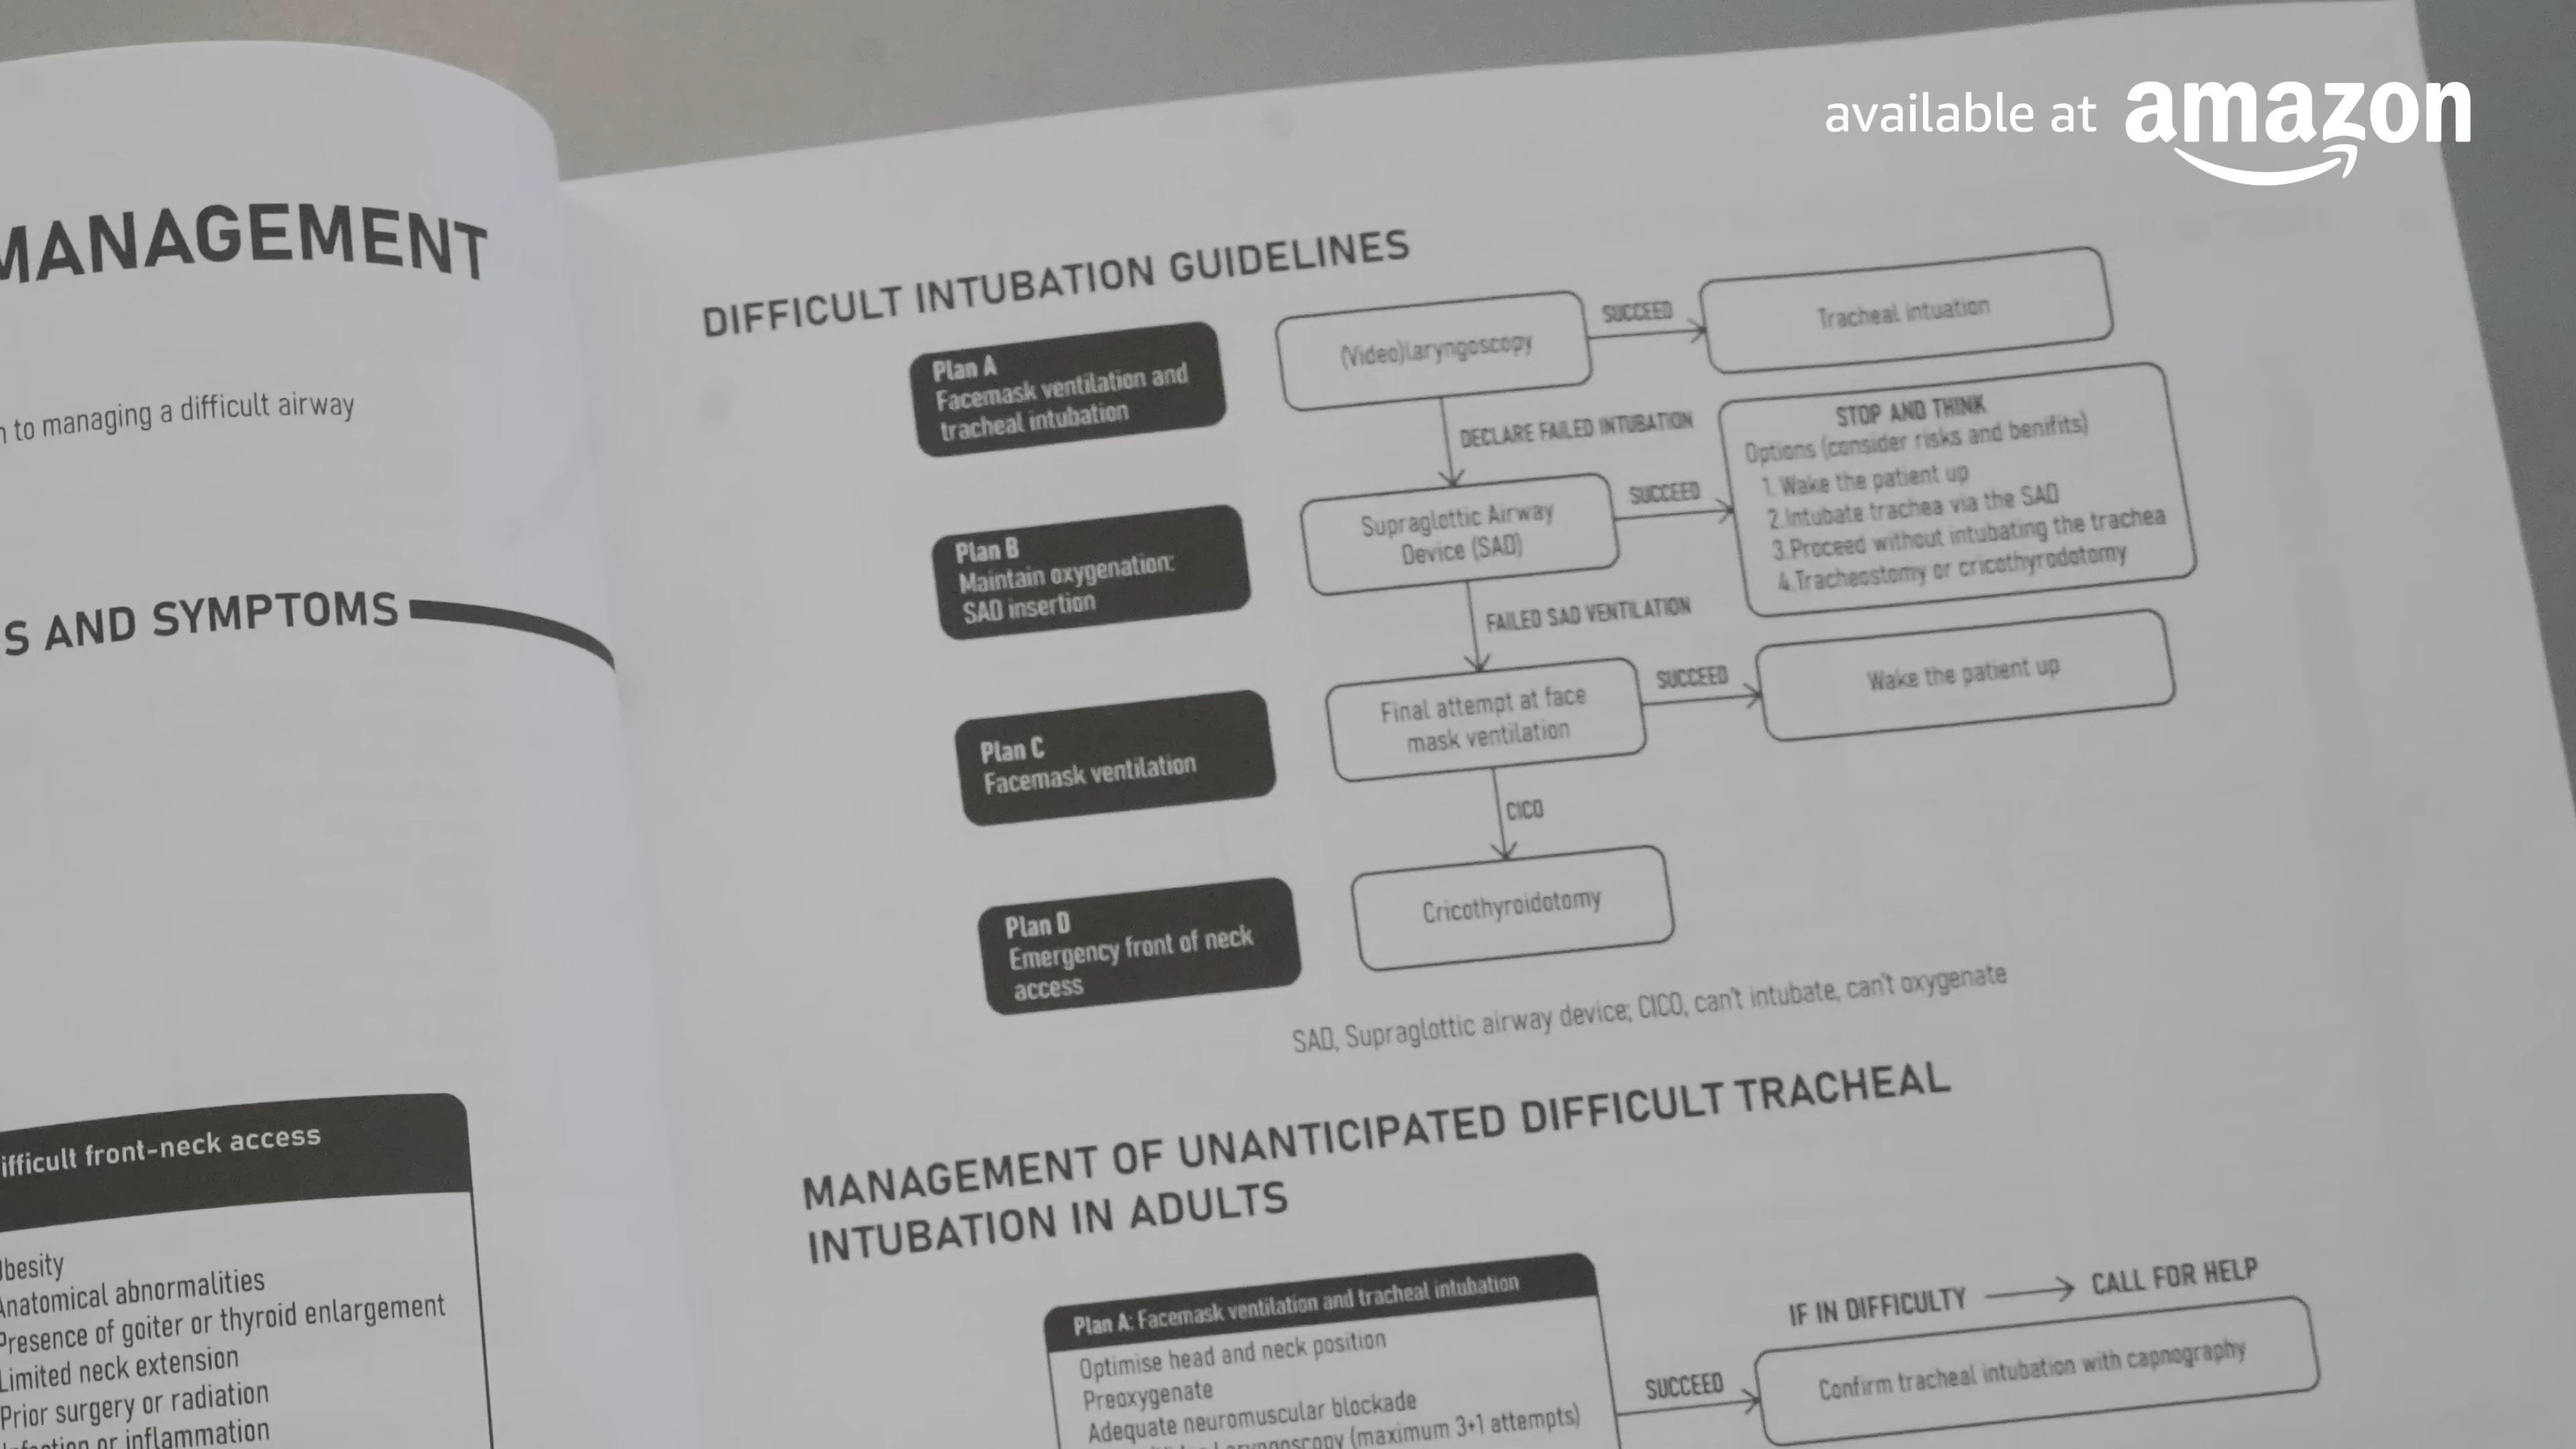 available at amazon
MANAGEMENT
to managing a difficult airway
S AND SYMPTOMS
ifficult front-neck access
besity
Anatomical abnormalities
Presence of goiter or thyroid enlargement
Limited neck extension
Prior surgery or radiation
or inflammation
DIFFICULT INTUBATION GUIDELINES
Plan A
Facemask ventilation and
tracheal intubation
(Video)laryngoscopy
SUCCEED
Tracheal intuation
DECLARE FAILED INTUBATION
STOP AND THINK
Options (consider risks and benifits)
1. Wake the patient up
2.Intubate trachea via the SAD
3.Proceed without intubating the trachea
4.Tracheostomy or cricothyrodotomy
Plan B
Maintain oxygenation:
SAD insertion
Supraglottic Airway
Device (SAD)
SUCCEED
FAILED SAD VENTILATION
Plan C
Facemask ventilation
Final attempt at face
mask ventilation
SUCCEED
Wake the patient up
CICO
Plan D
Emergency front of neck
access
Cricothyroidotomy
SAD, Supraglottic airway device; CICO, can't intubate, can't oxygenate
MANAGEMENT OF UNANTICIPATED DIFFICULT TRACHEAL
INTUBATION IN ADULTS
Plan A: Facemask ventilation and tracheal intubation
Optimise head and neck position
Preoxygenate
Adequate neuromuscular blockade
(maximum 3+1 attempts)
IF IN DIFFICULTY → CALL FOR HELP
SUCCEED
Confirm tracheal intubation with capnography